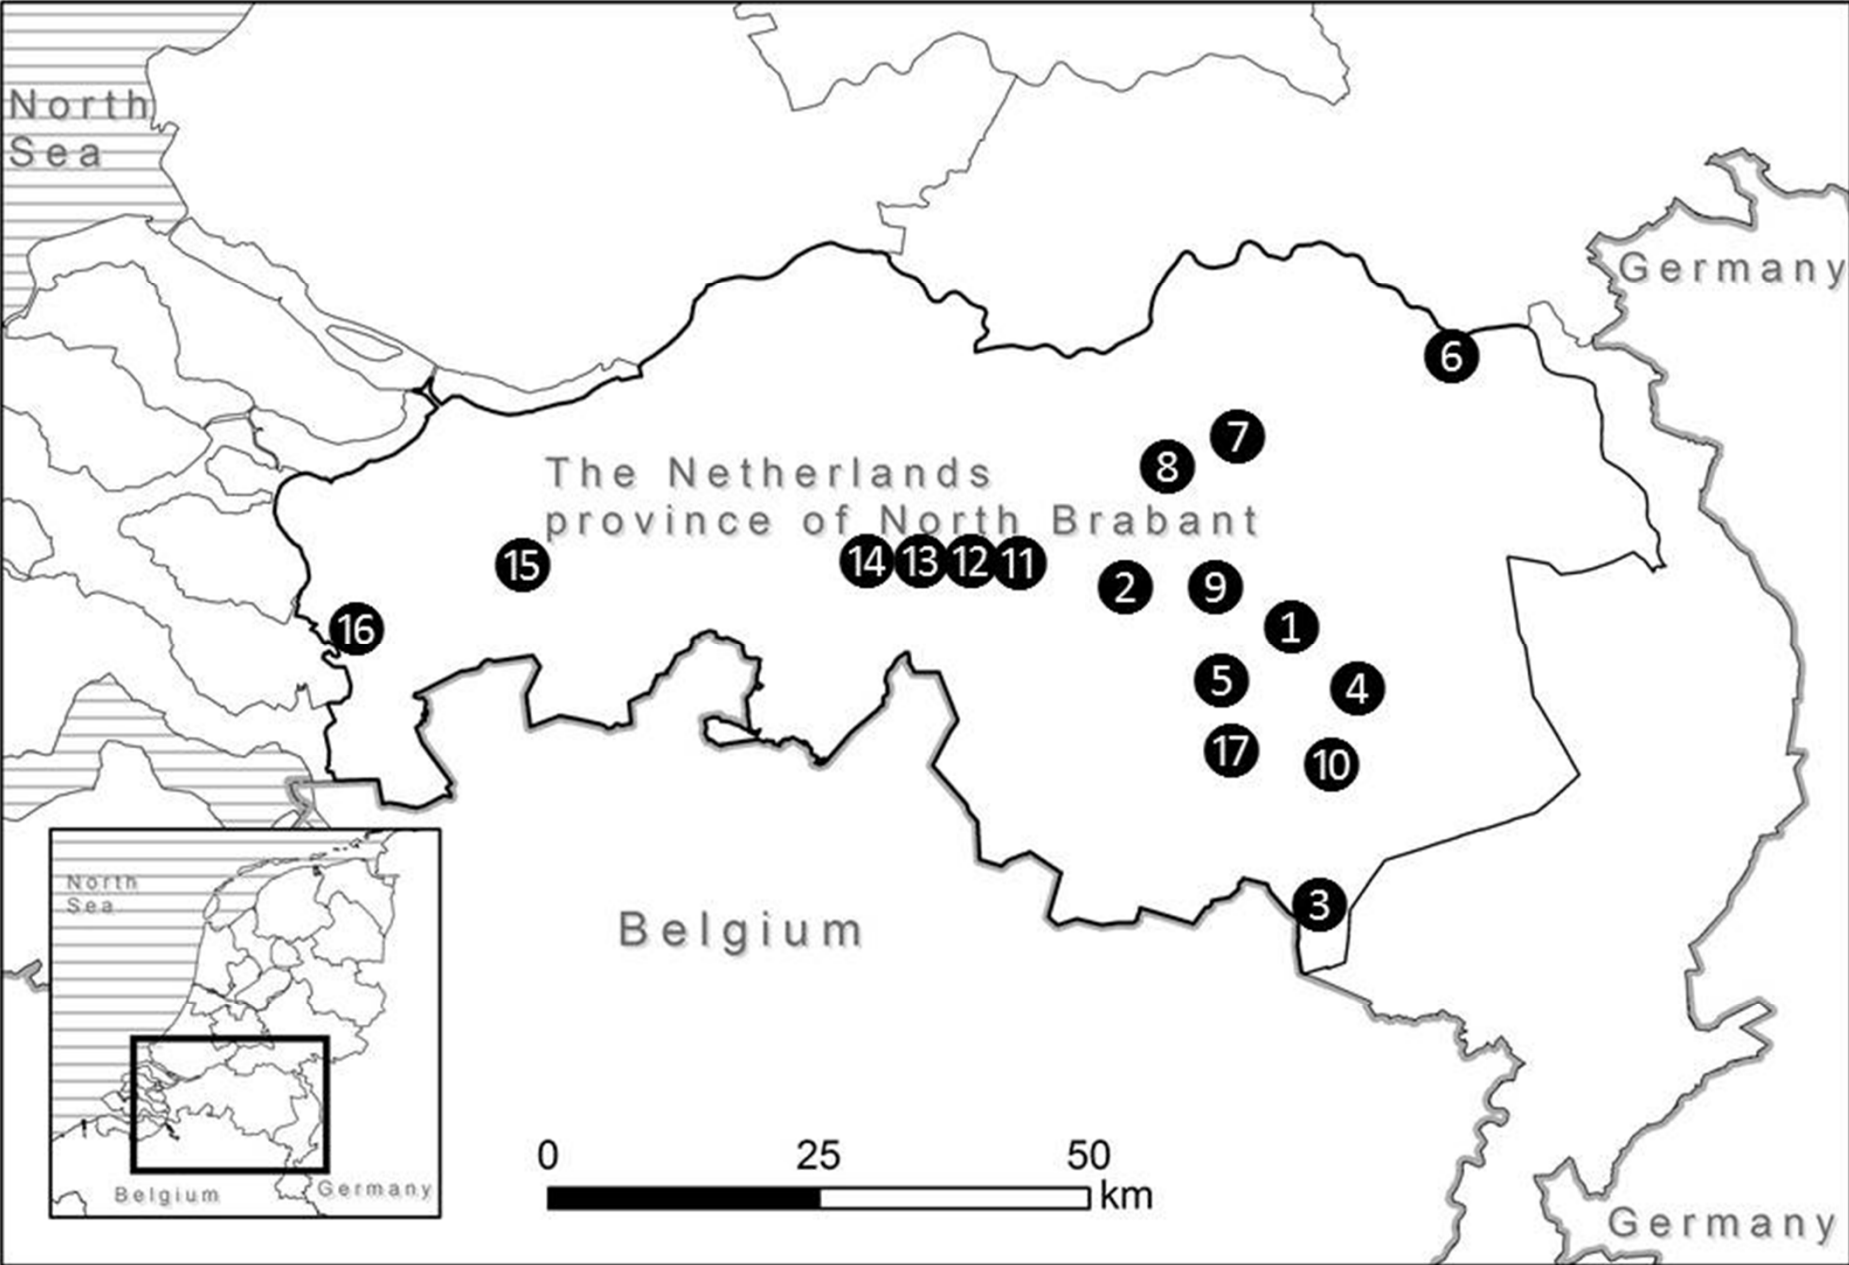 North
Sea
Germany
6
7
8
The Netherlands
province of North Brabant
15
14
13
12
11
2
9
16
1
5
4
17
10
3
Belgium
North
Sea
Belgium
Germany
0
25
50
km
Germany